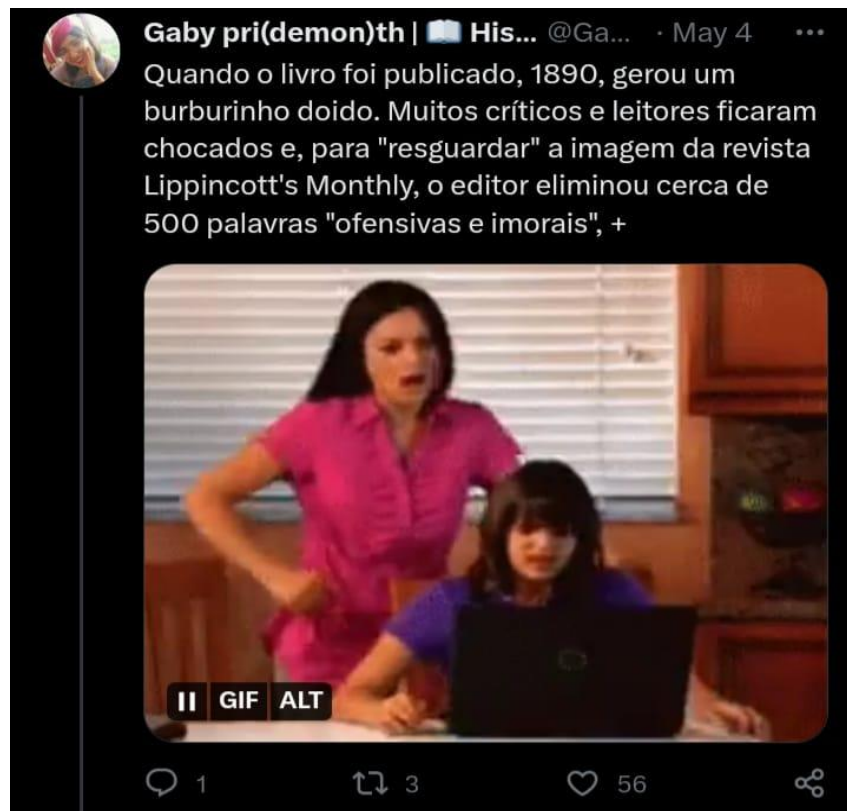 Gaby pri(demon)th | 📖 His... @Ga... · May 4 ···
Quando o livro foi publicado, 1890, gerou um
burburinho doido. Muitos críticos e leitores ficaram
chocados e, para "resguardar" a imagem da revista
Lippincott's Monthly, o editor eliminou cerca de
500 palavras "ofensivas e imorais", +
GIF ALT
1 3 56